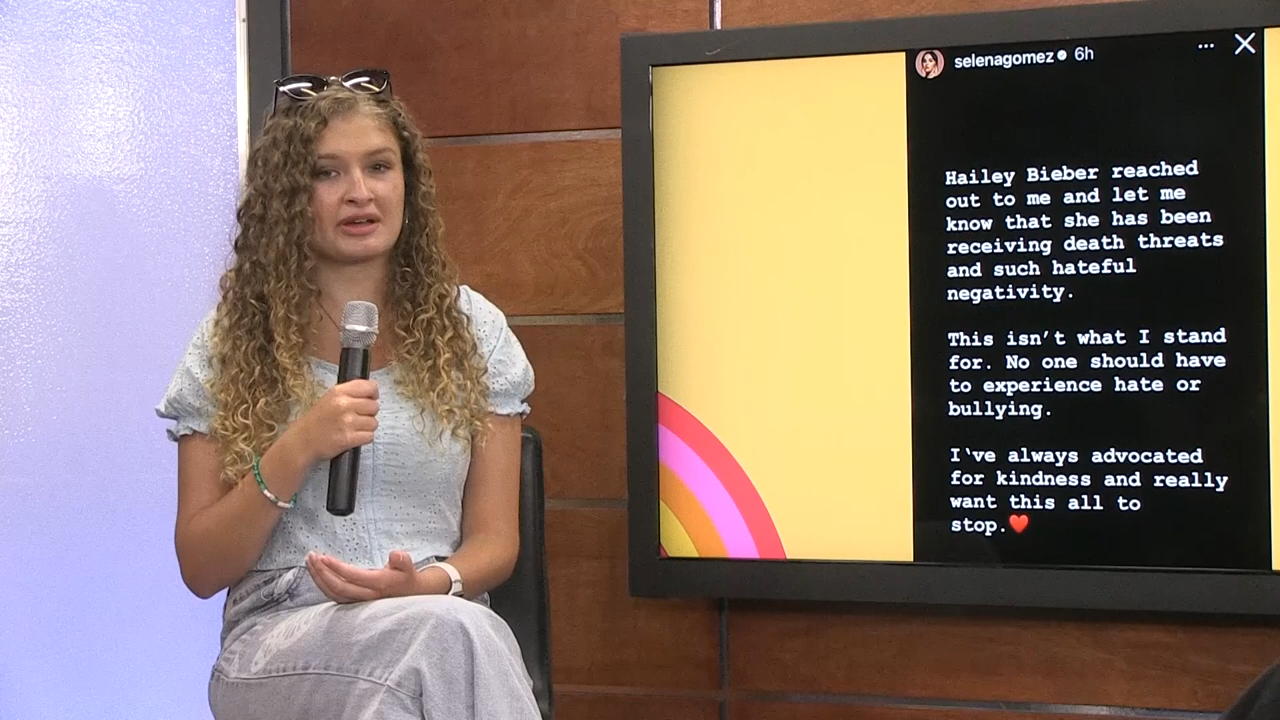 selenagomez 6h
Hailey Bieber reached
out to me and let me
know that she has been
receiving death threats
and such hateful
negativity.
This isn’t what I stand
for. No one should have
to experience hate or
bullying.
I‘ve always advocated
for kindness and really
want this all to
stop.❤️